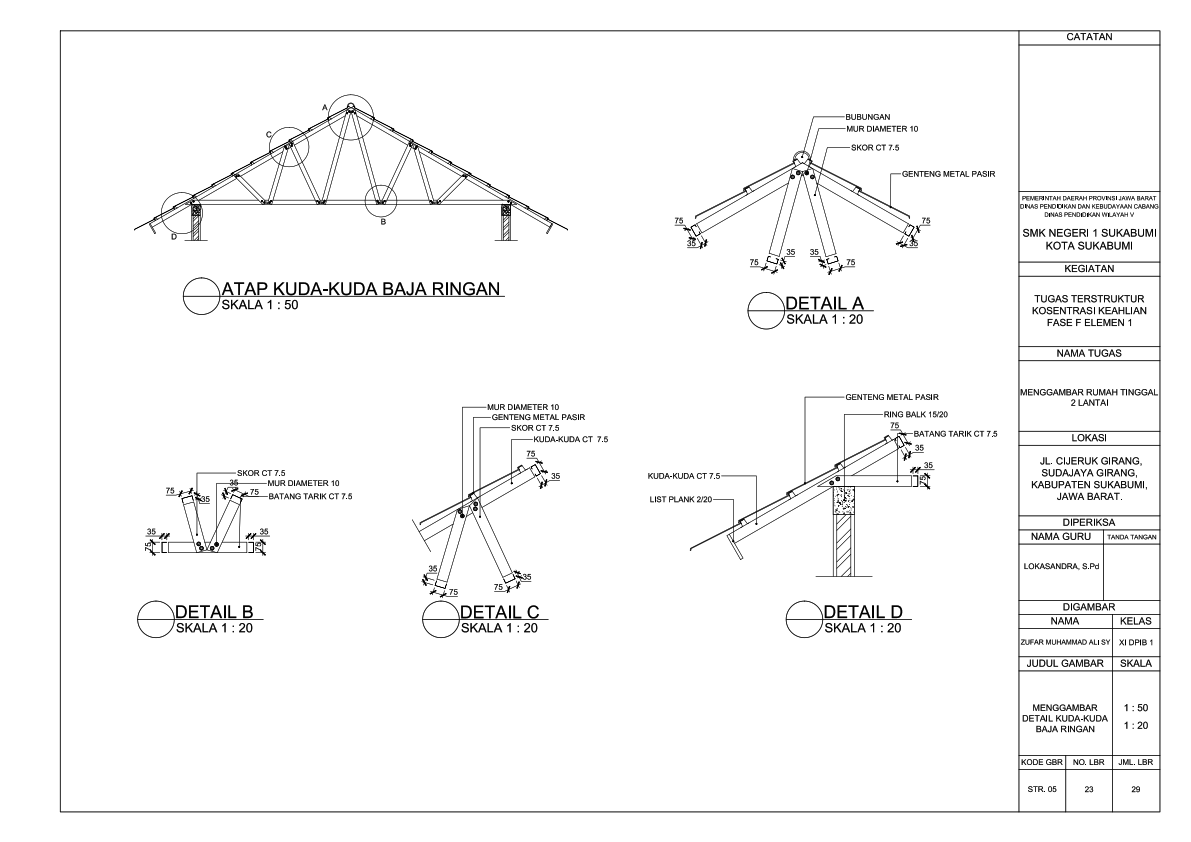 A
C
D
B
ATAP KUDA-KUDA BAJA RINGAN
SKALA 1 : 50
BUBUNGAN
MUR DIAMETER 10
SKOR CT 7.5
GENTENG METAL PASIR
75
35
75
35
35
75
75
35
DETAIL A
SKALA 1 : 20
SKOR CT 7.5
MUR DIAMETER 10
BATANG TARIK CT 7.5
75
35
35
75
35
75
35
75
DETAIL B
SKALA 1 : 20
MUR DIAMETER 10
GENTENG METAL PASIR
SKOR CT 7.5
KUDA-KUDA CT 7.5
75
35
35
75
35
75
DETAIL C
SKALA 1 : 20
GENTENG METAL PASIR
RING BALK 15/20
75
BATANG TARIK CT 7.5
35
35
75
KUDA-KUDA CT 7.5
LIST PLANK 2/20
DETAIL D
SKALA 1 : 20
CATATAN
PEMERINTAH DAERAH PROVINSI JAWA BARAT
DINAS PENDIDIKAN DAN KEBUDAYAAN CABANG
DINAS PENDIDIKAN WILAYAH V
SMK NEGERI 1 SUKABUMI
KOTA SUKABUMI
KEGIATAN
TUGAS TERSTRUKTUR
KOSENTRASI KEAHLIAN
FASE F ELEMEN 1
NAMA TUGAS
MENGGAMBAR RUMAH TINGGAL
2 LANTAI
LOKASI
JL. CIJERUK GIRANG,
SUDAJAYA GIRANG,
KABUPATEN SUKABUMI,
JAWA BARAT.
DIPERIKSA
NAMA GURU TANDA TANGAN
LOKASANDRA, S.Pd
DIGAMBAR
NAMA KELAS
ZUFAR MUHAMMAD ALI SY XI DPIB 1
JUDUL GAMBAR SKALA
MENGGAMBAR
DETAIL KUDA-KUDA
BAJA RINGAN
1 : 50
1 : 20
KODE GBR NO. LBR JML. LBR
STR. 05 23 29